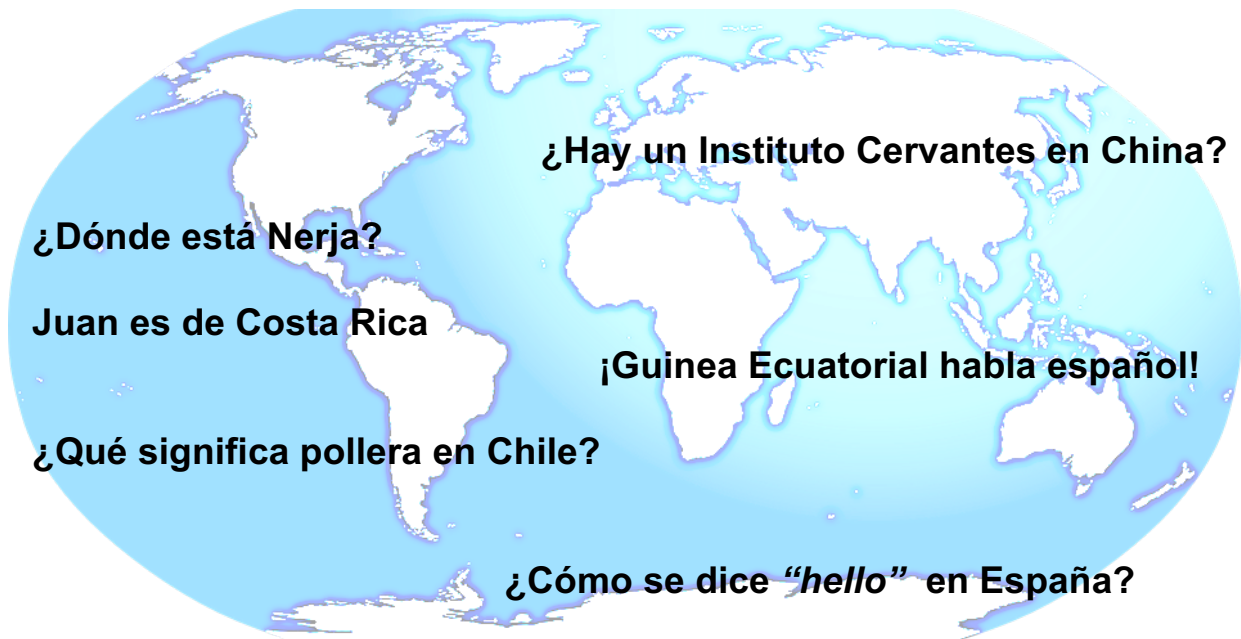 ¿Hay un Instituto Cervantes en China?
¿Dónde está Nerja?
Juan es de Costa Rica
¡Guinea Ecuatorial habla español!
¿Qué significa pollera en Chile?
¿Cómo se dice “hello” en España?